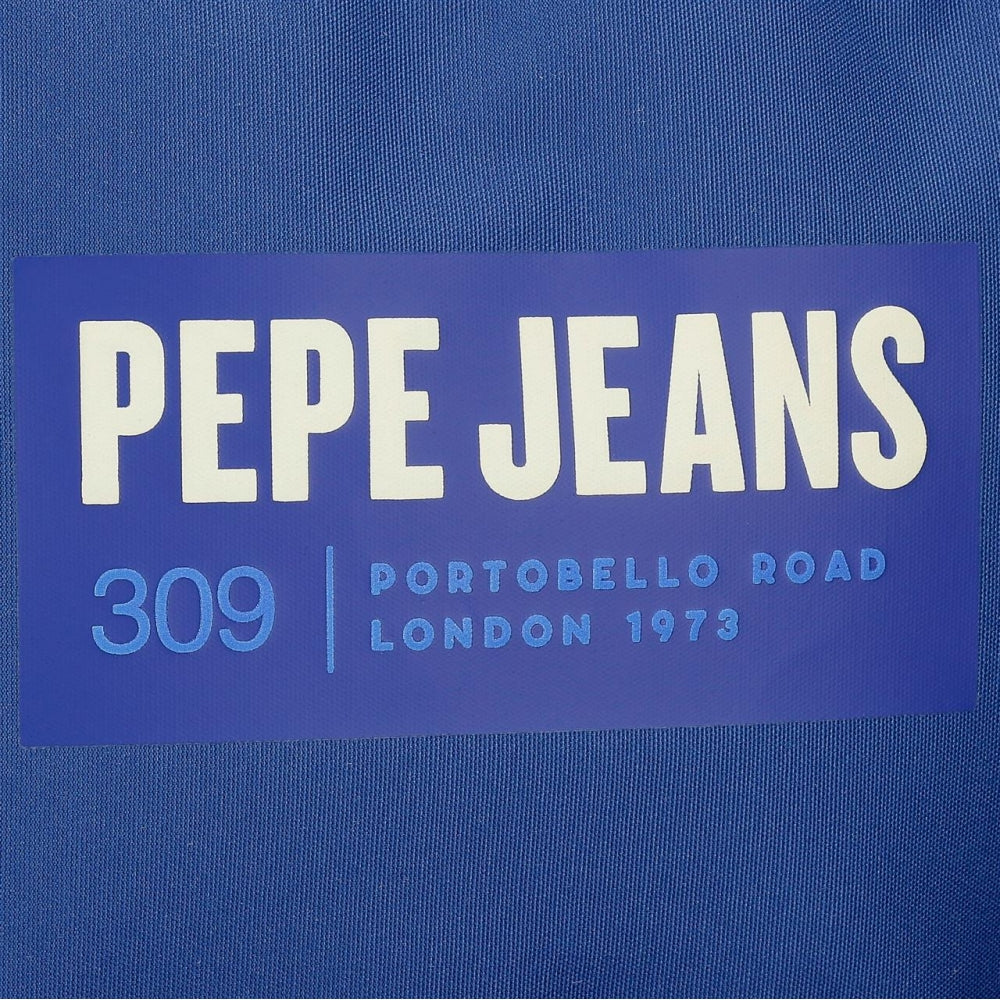 PEPE JEANS
309
PORTOBELLO ROAD
LONDON 1973